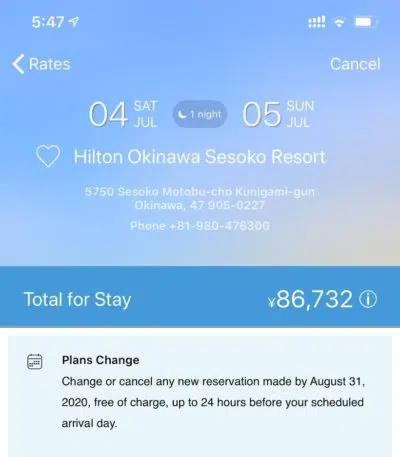 5:47
Rates
Cancel
04 SAT JUL 1 night 05 SUN JUL
Hilton Okinawa Sesoko Resort
5750 Sesoko Motobu-cho Kunigami-gun
Okinawa, 47 905-0227
Phone +81-980-476300
Total for Stay
¥86,732
Plans Change
Change or cancel any new reservation made by August 31,
2020, free of charge, up to 24 hours before your scheduled
arrival day.